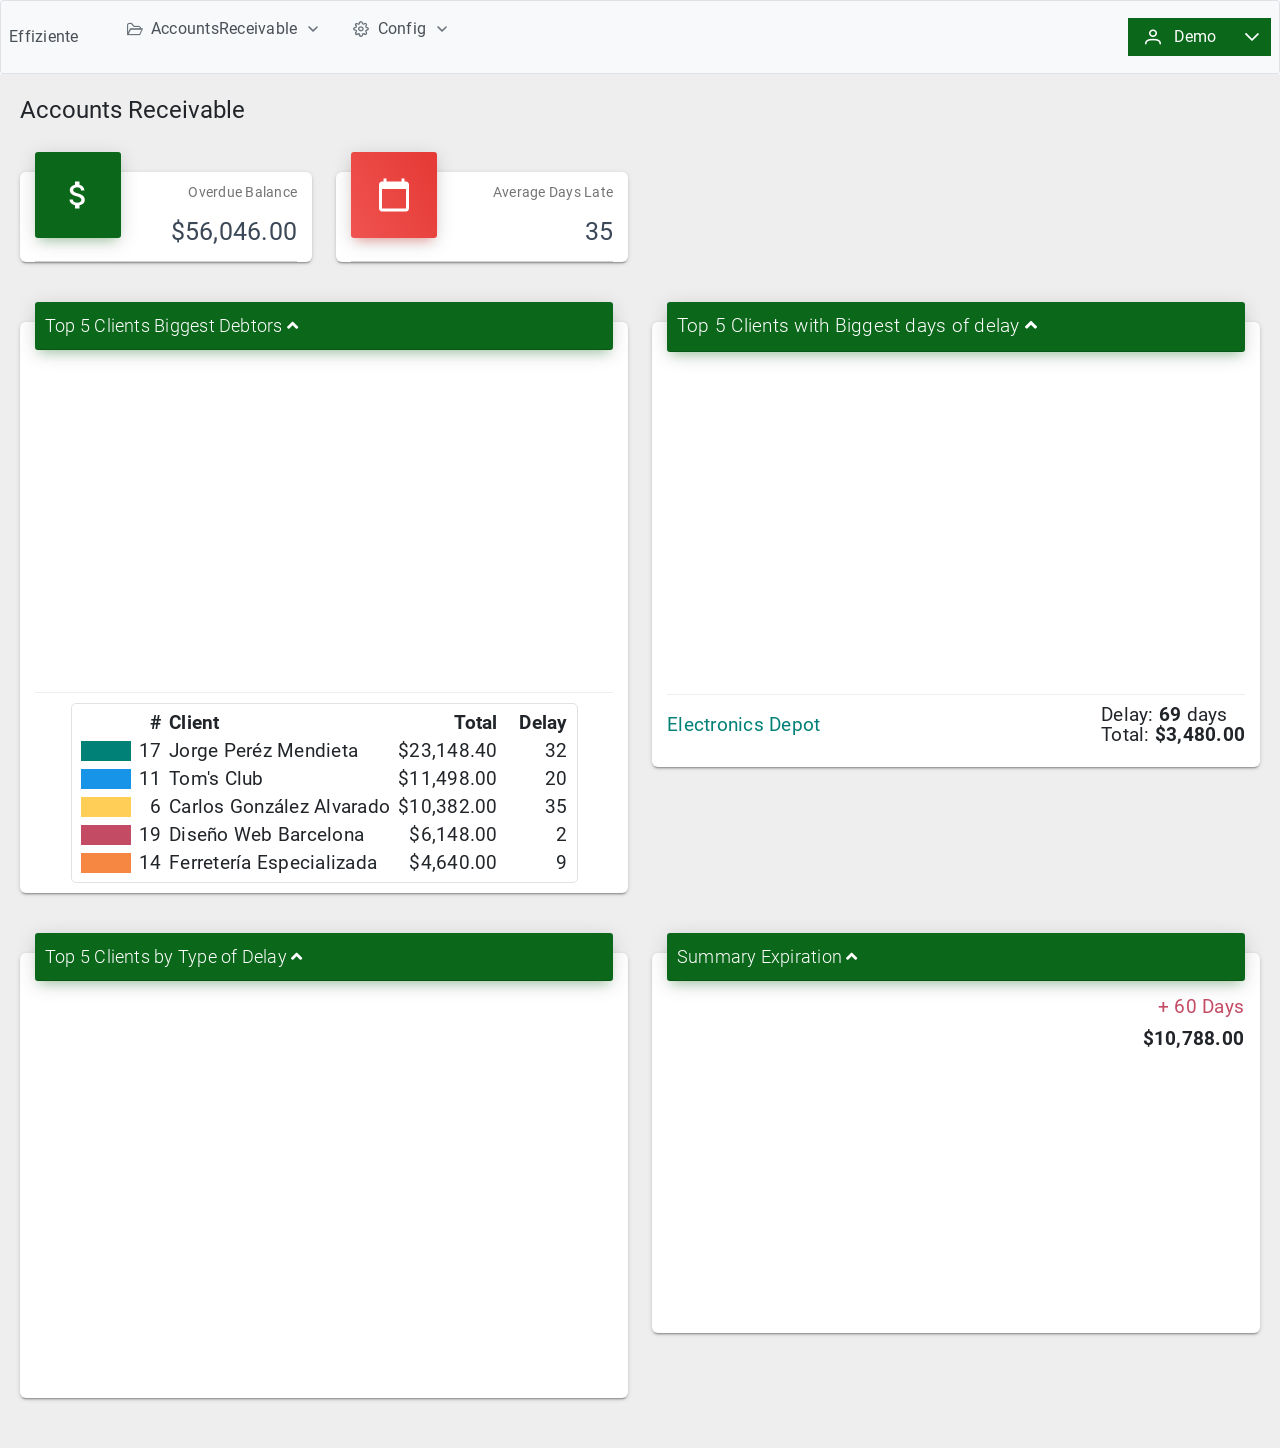 Effiziente
AccountsReceivable
Config
Demo
Accounts Receivable
Overdue Balance
$56,046.00
Average Days Late
35
Top 5 Clients Biggest Debtors
Top 5 Clients with Biggest days of delay
# Client Total Delay
17 Jorge Peréz Mendieta $23,148.40 32
11 Tom's Club $11,498.00 20
6 Carlos González Alvarado $10,382.00 35
19 Diseño Web Barcelona $6,148.00 2
14 Ferretería Especializada $4,640.00 9
Electronics Depot
Delay: 69 days
Total: $3,480.00
Top 5 Clients by Type of Delay
Summary Expiration
+ 60 Days
$10,788.00